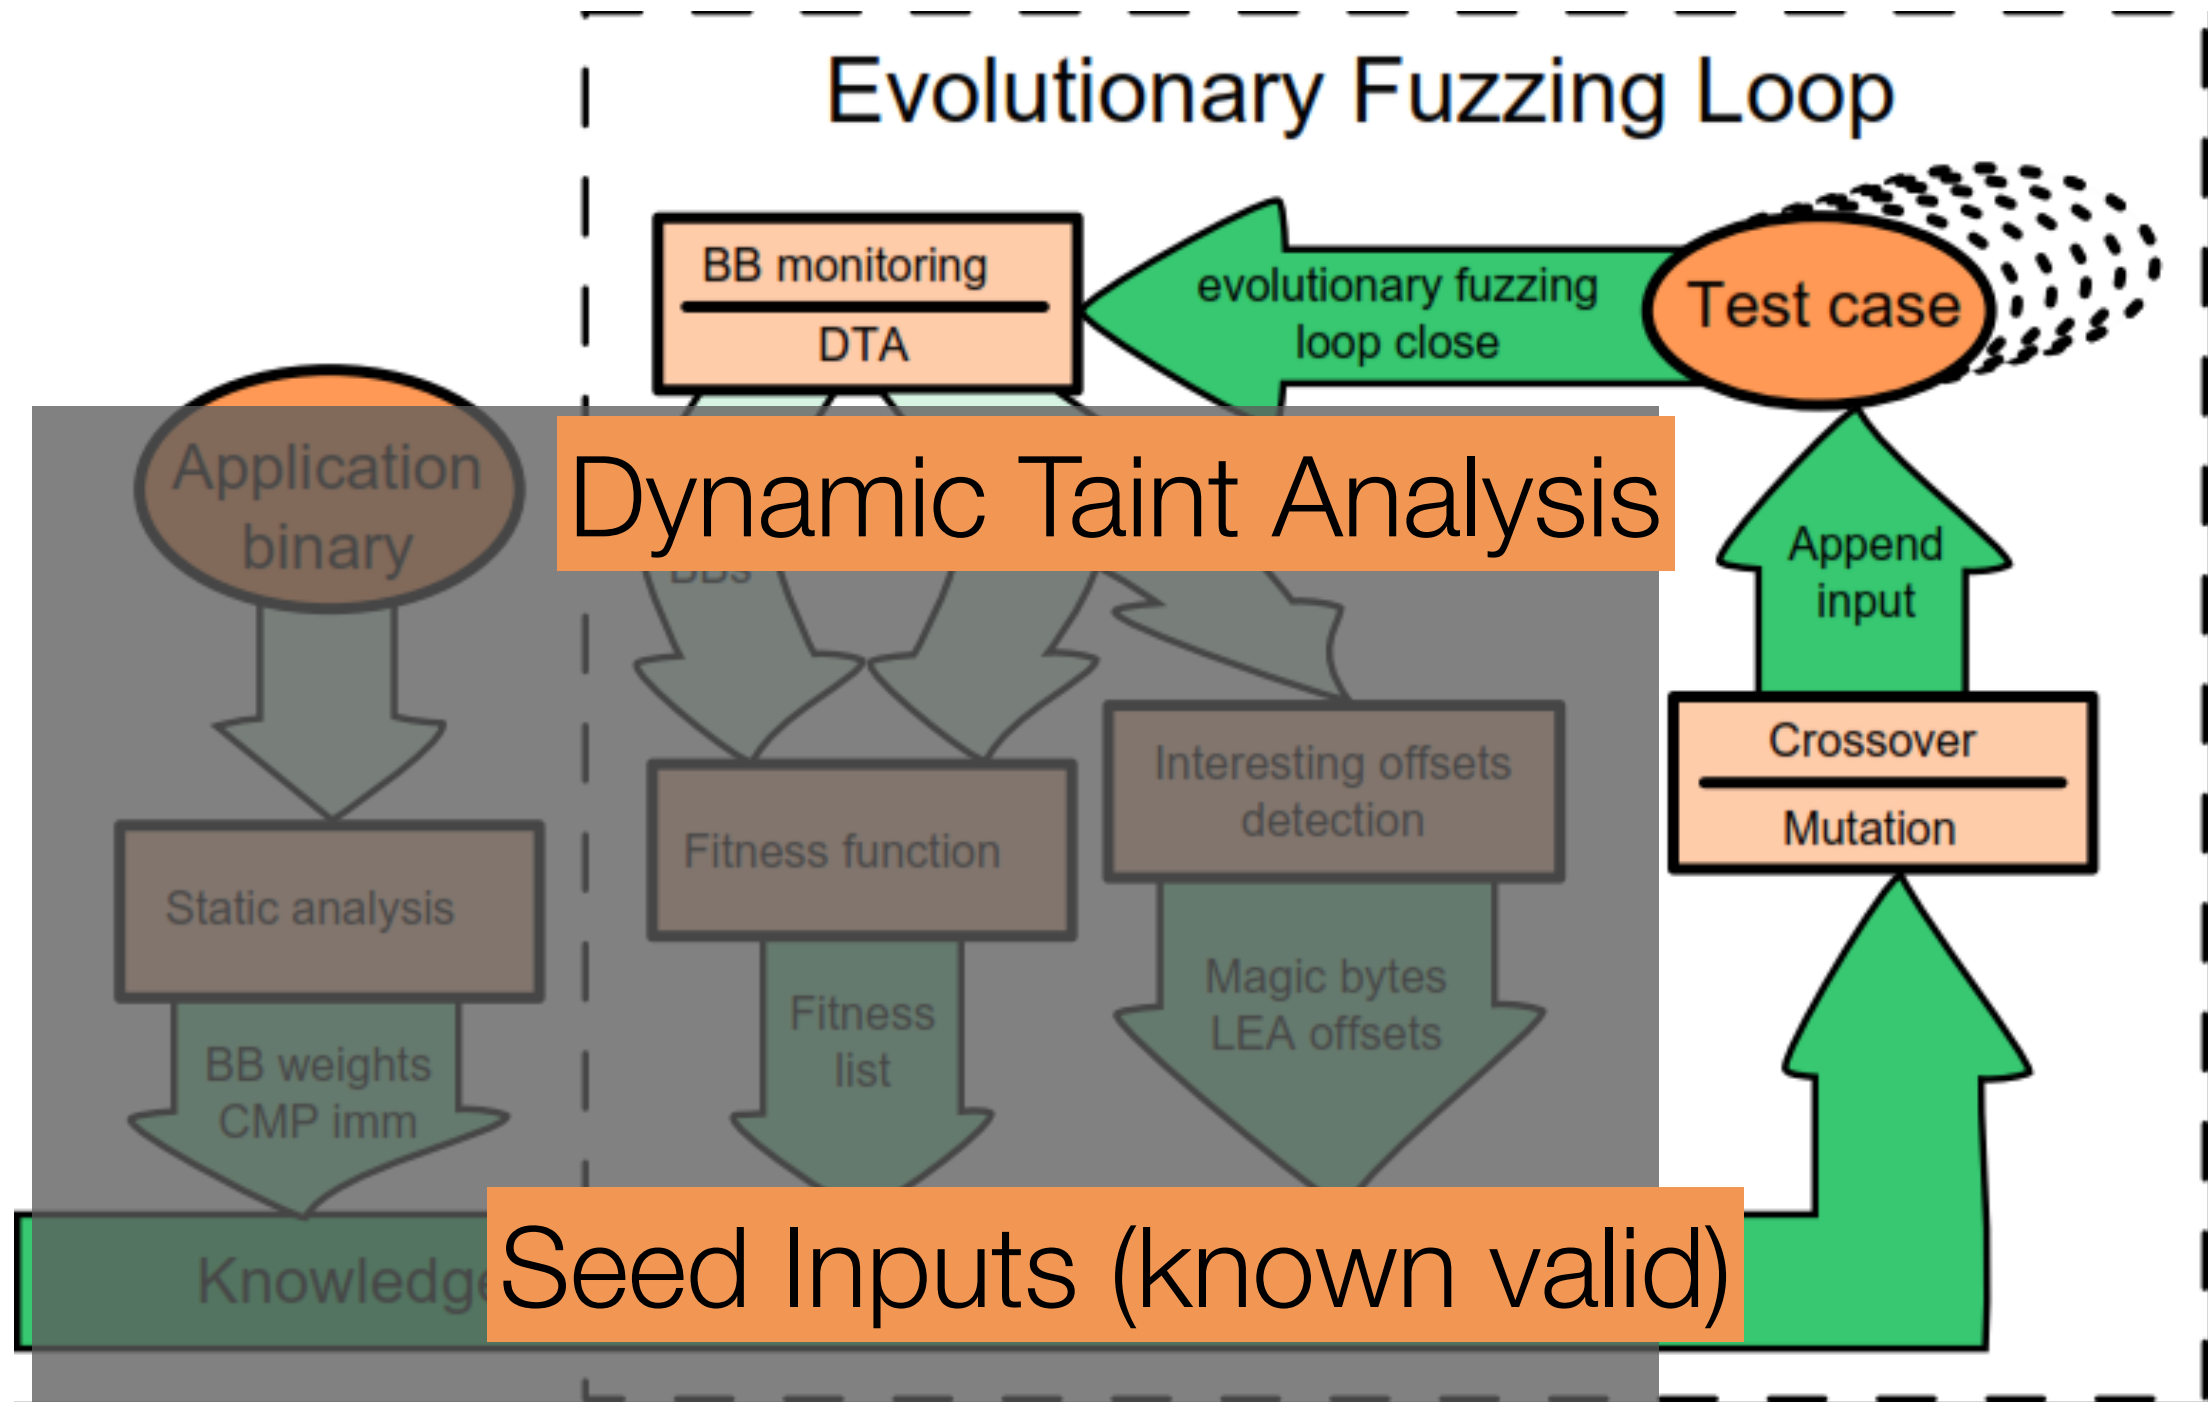 Evolutionary Fuzzing Loop
BB monitoring
DTA
evolutionary fuzzing
loop close
Test case
Application
binary
Dynamic Taint Analysis
BBs
Append
input
Interesting offsets
detection
Crossover
Mutation
Fitness function
Static analysis
Magic bytes
LEA offsets
Fitness
list
BB weights
CMP imm
Knowledge
Seed Inputs (known valid)